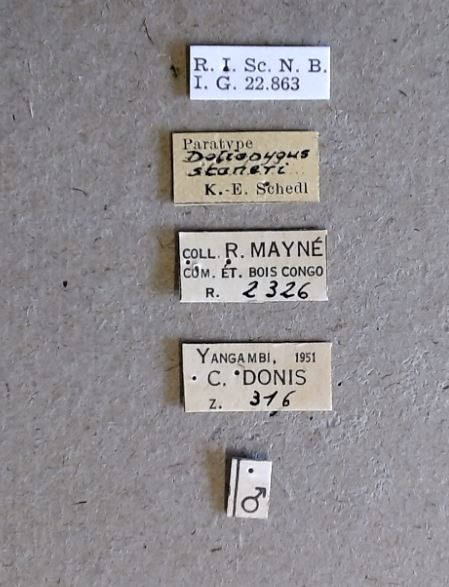 R. I. Sc. N. B.
I. G. 22.863
Paratype
Doliopygus
staneri
K.-E. Schedl
COLL. R. MAYNÉ
COM. ÉT. BOIS CONGO
R. 2326
YANGAMBI, 1951
C. DONIS
Z. 316
♂